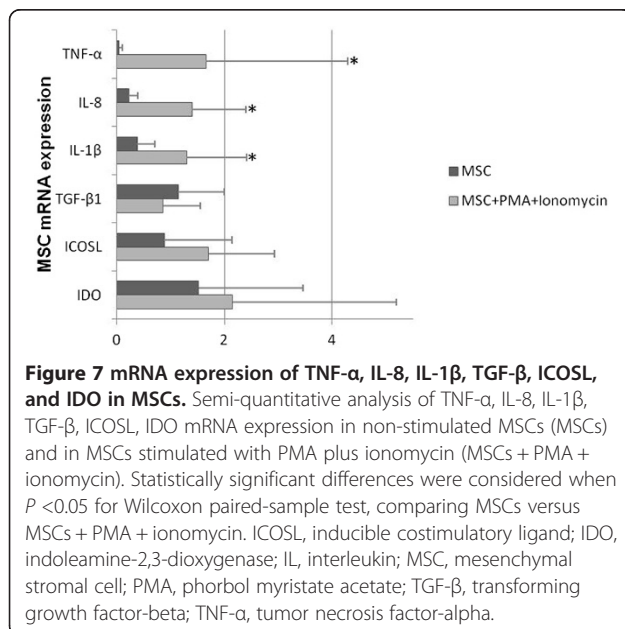 TNF-α
*
IL-8
*
IL-1β
*
TGF-β1
ICOSL
IDO
MSC mRNA expression
0
2
4
MSC
MSC+PMA+Ionomycin
Figure 7 mRNA expression of TNF-α, IL-8, IL-1β, TGF-β, ICOSL,
and IDO in MSCs. Semi-quantitative analysis of TNF-α, IL-8, IL-1β,
TGF-β, ICOSL, IDO mRNA expression in non-stimulated MSCs (MSCs)
and in MSCs stimulated with PMA plus ionomycin (MSCs + PMA +
ionomycin). Statistically significant differences were considered when
P <0.05 for Wilcoxon paired-sample test, comparing MSCs versus
MSCs + PMA + ionomycin. ICOSL, inducible costimulatory ligand; IDO,
indoleamine-2,3-dioxygenase; IL, interleukin; MSC, mesenchymal
stromal cell; PMA, phorbol myristate acetate; TGF-β, transforming
growth factor-beta; TNF-α, tumor necrosis factor-alpha.